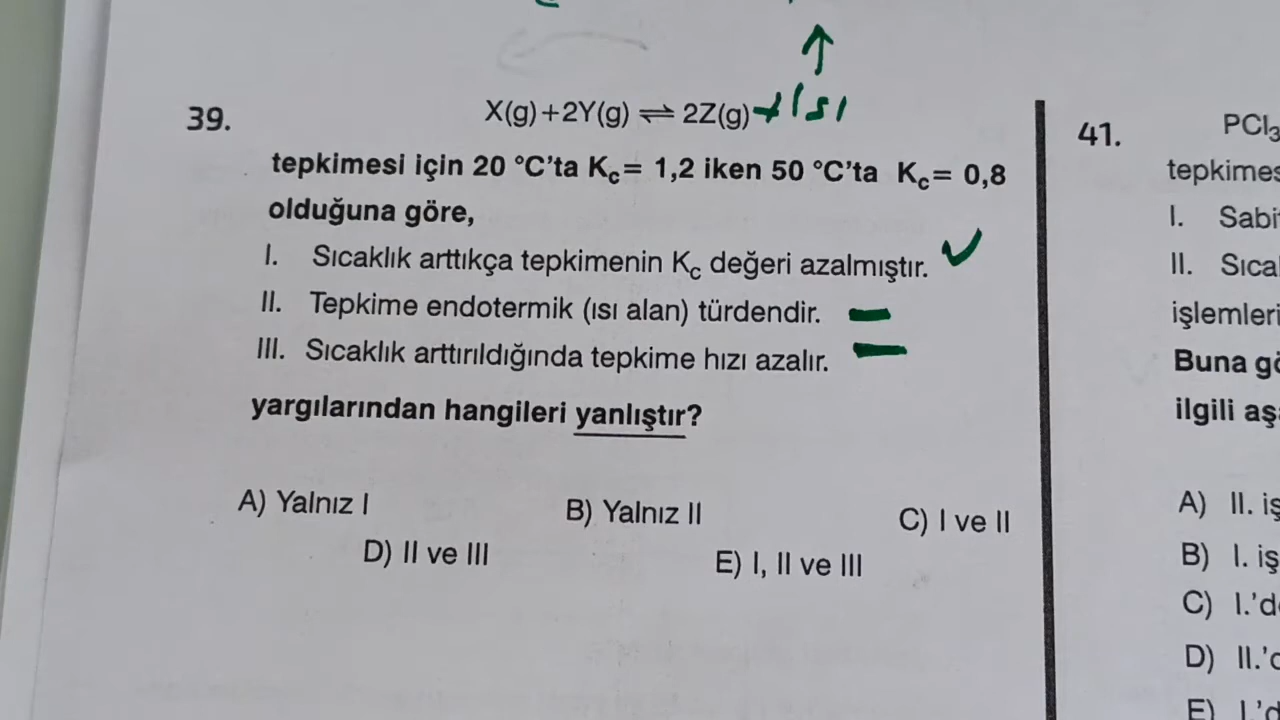 39.
X(g)+2Y(g) ⇌ 2Z(g) + ISI
tepkimesi için 20 °C'ta Kc= 1,2 iken 50 °C'ta Kc= 0,8
olduğuna göre,
I. Sıcaklık arttıkça tepkimenin Kc değeri azalmıştır.
II. Tepkime endotermik (ısı alan) türdendir.
III. Sıcaklık arttırıldığında tepkime hızı azalır.
yargılarından hangileri yanlıştır?
A) Yalnız I B) Yalnız II C) I ve II
D) II ve III E) I, II ve III
41.
PCl3
tepkimes
I. Sabi
II. Sıca
işlemleri
Buna gö
ilgili aş
A) II. iş
B) I. iş
C) I.'d
D) II.'
E) I.'d